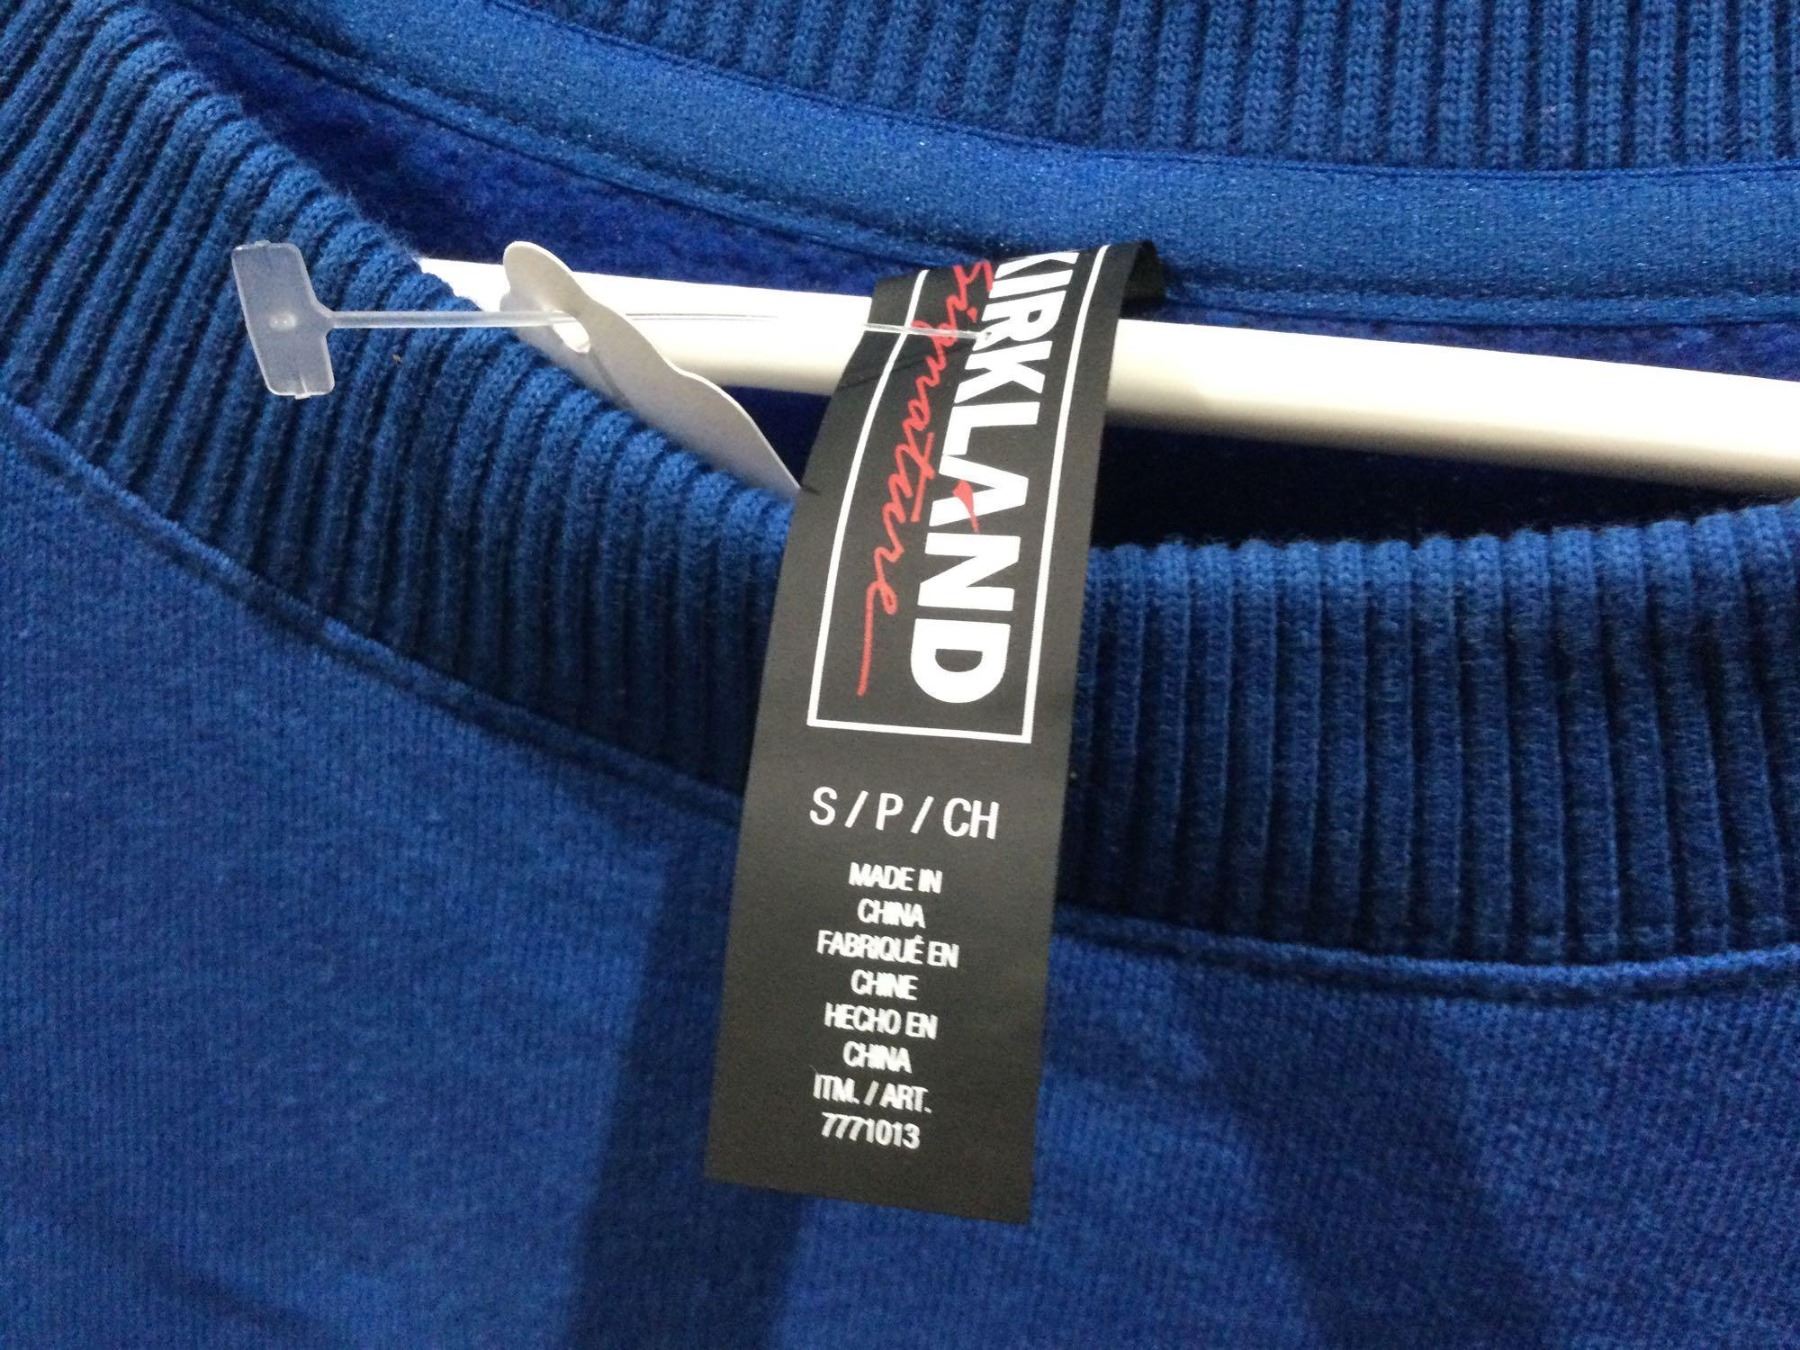 KIRKLAND
Signature
S / P / CH
MADE IN
CHINA
FABRIQUÉ EN
CHINE
HECHO EN
CHINA
ITM. / ART.
7771013